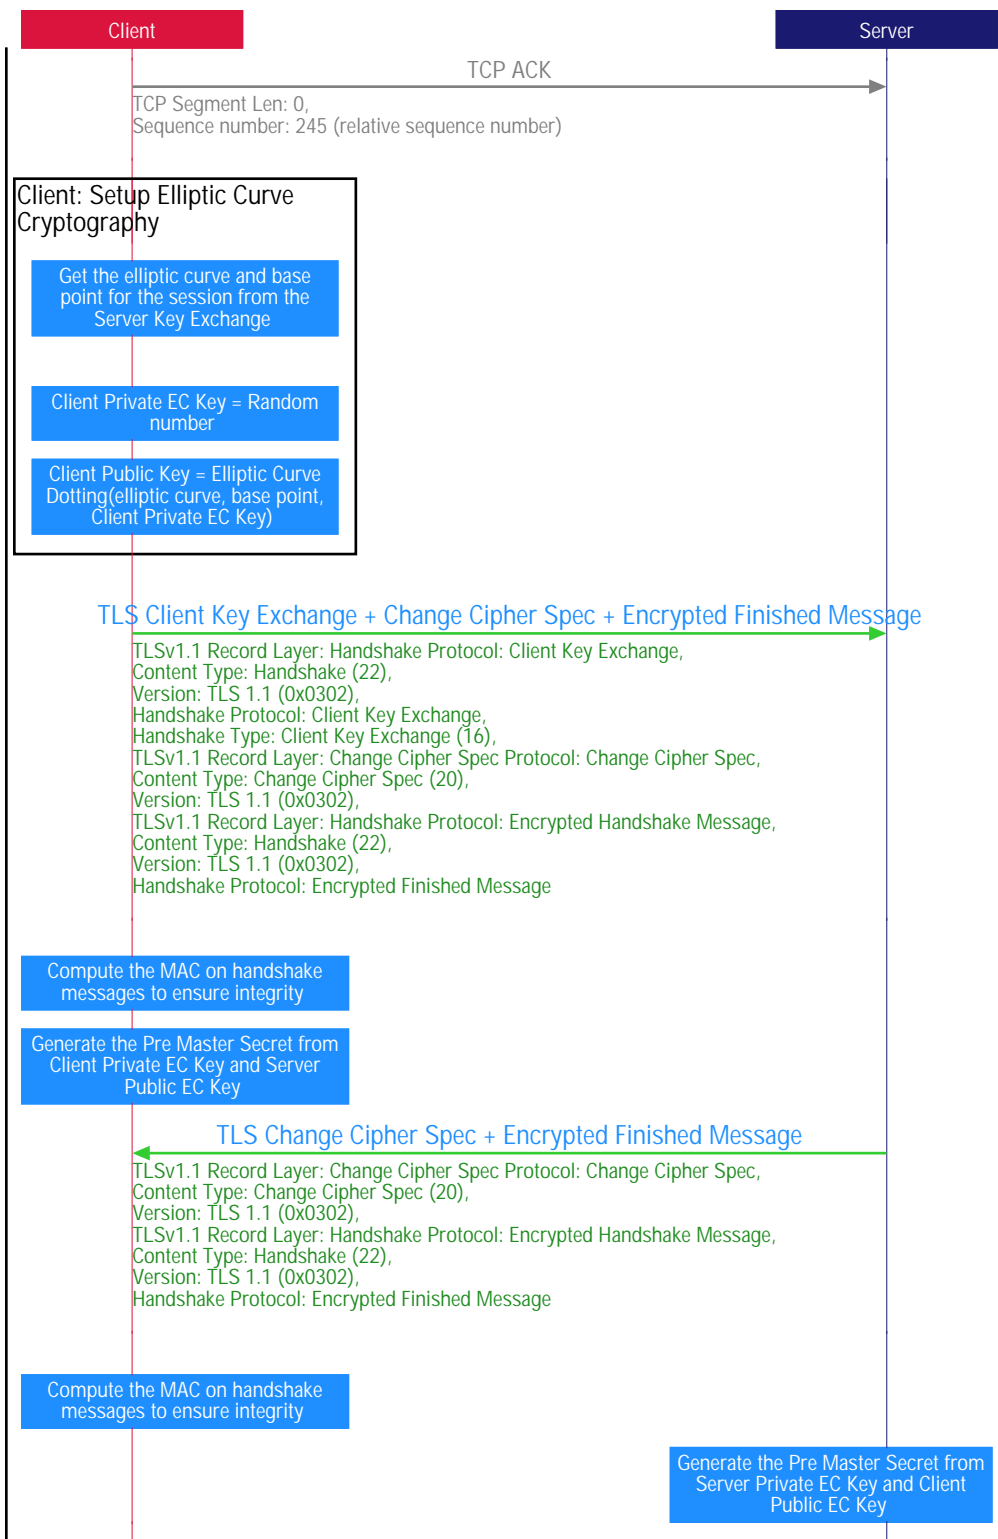 Client
Server
TCP ACK
TCP Segment Len: 0,
Sequence number: 245 (relative sequence number)
Client: Setup Elliptic Curve
Cryptography
Get the elliptic curve and base
point for the session from the
Server Key Exchange
Client Private EC Key = Random
number
Client Public Key = Elliptic Curve
Dotting(elliptic curve, base point,
Client Private EC Key)
TLS Client Key Exchange + Change Cipher Spec + Encrypted Finished Message
TLSv1.1 Record Layer: Handshake Protocol: Client Key Exchange,
Content Type: Handshake (22),
Version: TLS 1.1 (0x0302),
Handshake Protocol: Client Key Exchange,
Handshake Type: Client Key Exchange (16),
TLSv1.1 Record Layer: Change Cipher Spec Protocol: Change Cipher Spec,
Content Type: Change Cipher Spec (20),
Version: TLS 1.1 (0x0302),
TLSv1.1 Record Layer: Handshake Protocol: Encrypted Handshake Message,
Content Type: Handshake (22),
Version: TLS 1.1 (0x0302),
Handshake Protocol: Encrypted Finished Message
Compute the MAC on handshake
messages to ensure integrity
Generate the Pre Master Secret from
Client Private EC Key and Server
Public EC Key
TLS Change Cipher Spec + Encrypted Finished Message
TLSv1.1 Record Layer: Change Cipher Spec Protocol: Change Cipher Spec,
Content Type: Change Cipher Spec (20),
Version: TLS 1.1 (0x0302),
TLSv1.1 Record Layer: Handshake Protocol: Encrypted Handshake Message,
Content Type: Handshake (22),
Version: TLS 1.1 (0x0302),
Handshake Protocol: Encrypted Finished Message
Compute the MAC on handshake
messages to ensure integrity
Generate the Pre Master Secret from
Server Private EC Key and Client
Public EC Key